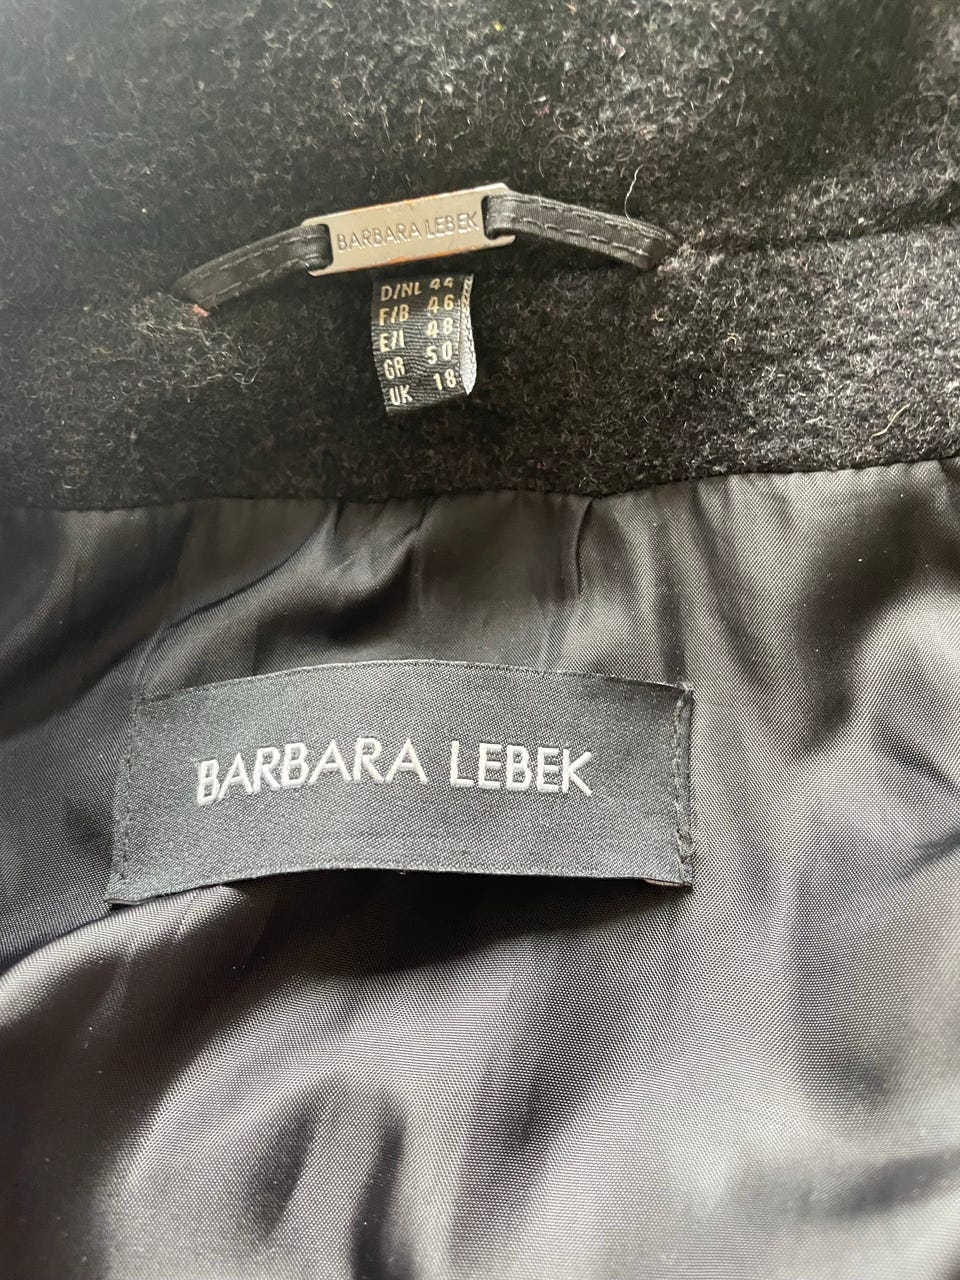 BARBARA LEBEK
D/NL 44
F/B 46
E/I 48
GR 50
UK 18
BARBARA LEBEK